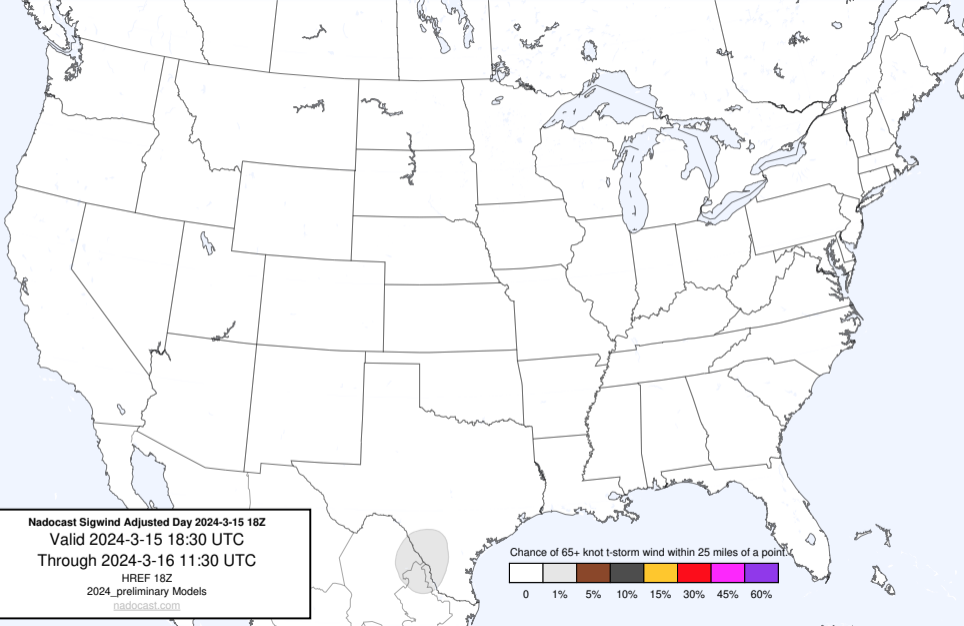 Nadocast Sigwind Adjusted Day 2024-3-15 18Z
Valid 2024-3-15 18:30 UTC
Through 2024-3-16 11:30 UTC
HREF 18Z
2024_preliminary Models
nadocast.com
Chance of 65+ knot t-storm wind within 25 miles of a point.
0 1% 5% 10% 15% 30% 45% 60%